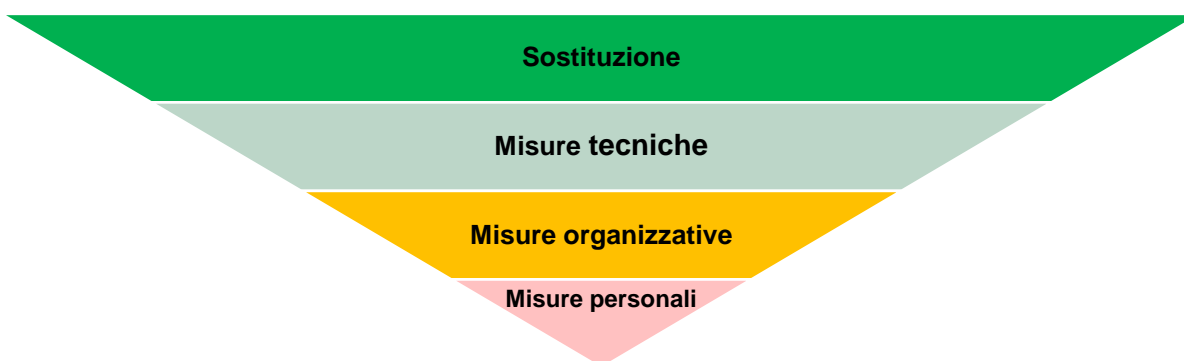 Sostituzione
Misure tecniche
Misure organizzative
Misure personali